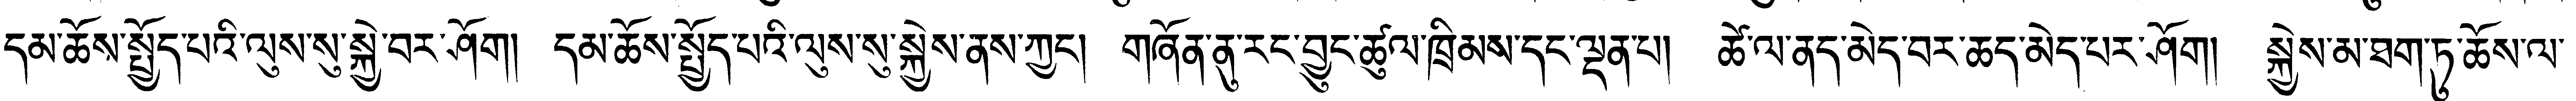 དམ་ཆོས་སྤྱོད་པའི་ལུས་སུ་སྐྱེ་བར་ཤོག། དམ་ཆོས་སྤྱོད་པའི་ལུས་སུ་སྐྱེས་ནས་ཀྱང་། གཞོན་ནུ་རང་བྱུང་ཚུལ་ཁྲིམས་དང་ལྡན་པ། ཚེ་ལ་ནད་མེད་བར་ཆད་མེད་པར་ཤོག། སྐྱེས་མ་ཐག་ཏུ་ཆོས་ལ་